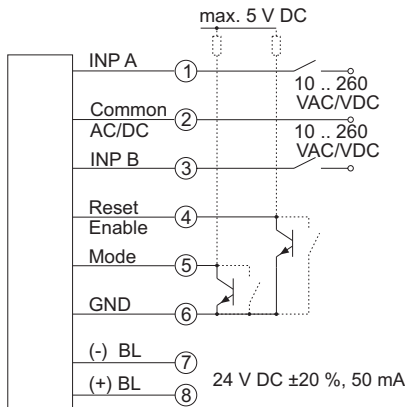 max. 5 V DC
INP A
1
10 .. 260
VAC/VDC
Common
AC/DC
2
10 .. 260
VAC/VDC
INP B
3
Reset
Enable
4
Mode
5
GND
6
(-) BL
7
(+) BL
8
24 V DC ±20 %, 50 mA